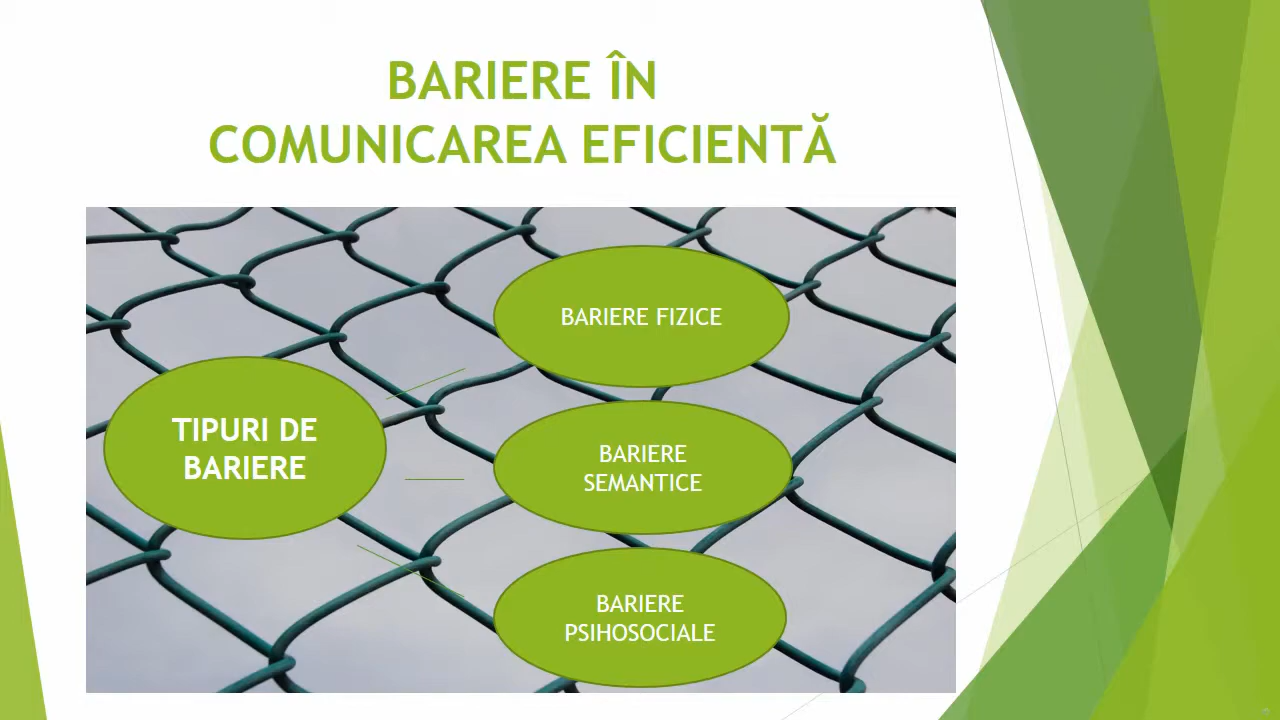 BARIERE ÎN
COMUNICAREA EFICIENTĂ
TIPURI DE
BARIERE
BARIERE FIZICE
BARIERE
SEMANTICE
BARIERE
PSIHOSOCIALE